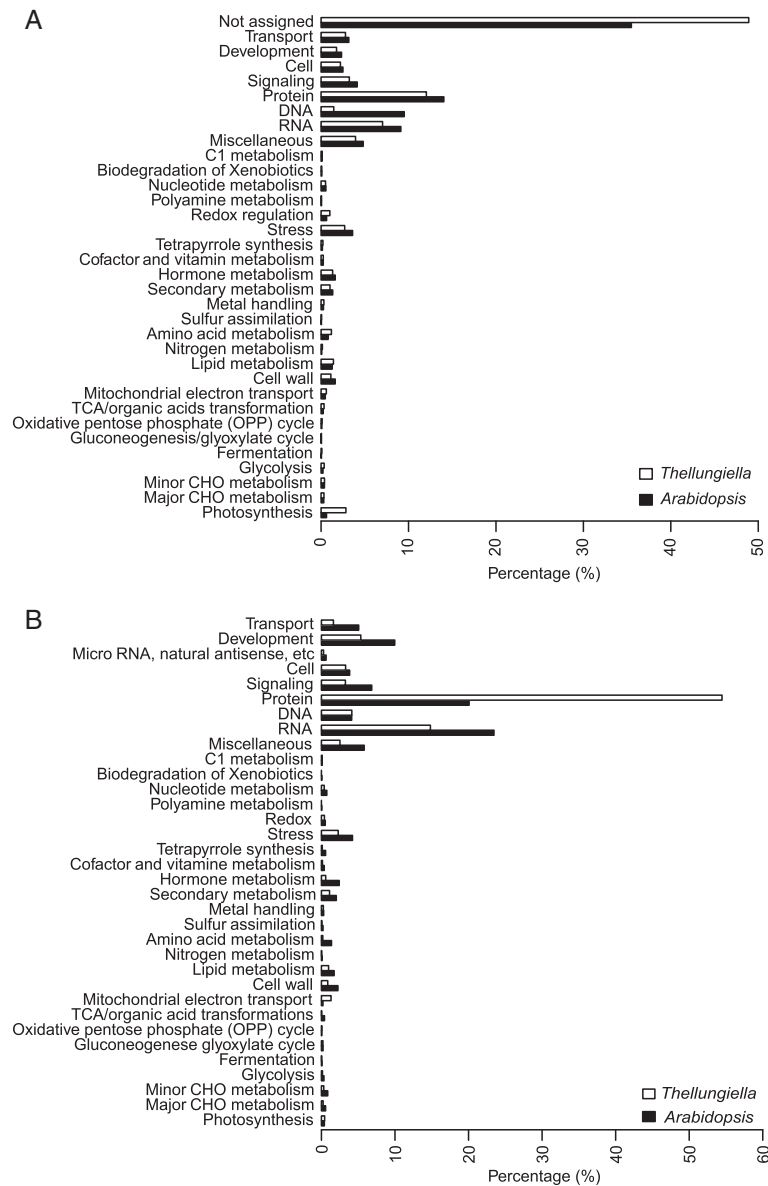 A
Not assigned
Transport
Development
Cell
Signaling
Protein
DNA
RNA
Miscellaneous
C1 metabolism
Biodegradation of Xenobiotics
Nucleotide metabolism
Polyamine metabolism
Redox regulation
Stress
Tetrapyrrole synthesis
Cofactor and vitamin metabolism
Hormone metabolism
Secondary metabolism
Metal handling
Sulfur assimilation
Amino acid metabolism
Nitrogen metabolism
Lipid metabolism
Cell wall
Mitochondrial electron transport
TCA/organic acids transformation
Oxidative pentose phosphate (OPP) cycle
Gluconeogenesis/glyoxylate cycle
Fermentation
Glycolysis
Minor CHO metabolism
Major CHO metabolism
Photosynthesis
Thellungiella
Arabidopsis
0 10 20 30 40 50
Percentage (%)
B
Transport
Development
Micro RNA, natural antisense, etc
Cell
Signaling
Protein
DNA
RNA
Miscellaneous
C1 metabolism
Biodegradation of Xenobiotics
Nucleotide metabolism
Polyamine metabolism
Redox
Stress
Tetrapyrrole synthesis
Cofactor and vitamine metabolism
Hormone metabolism
Secondary metabolism
Metal handling
Sulfur assimilation
Amino acid metabolism
Nitrogen metabolism
Lipid metabolism
Cell wall
Mitochondrial electron transport
TCA/organic acid transformations
Oxidative pentose phosphate (OPP) cycle
Gluconeogenese glyoxylate cycle
Fermentation
Glycolysis
Minor CHO metabolism
Major CHO metabolism
Photosynthesis
Thellungiella
Arabidopsis
0 10 20 30 40 50 60
Percentage (%)